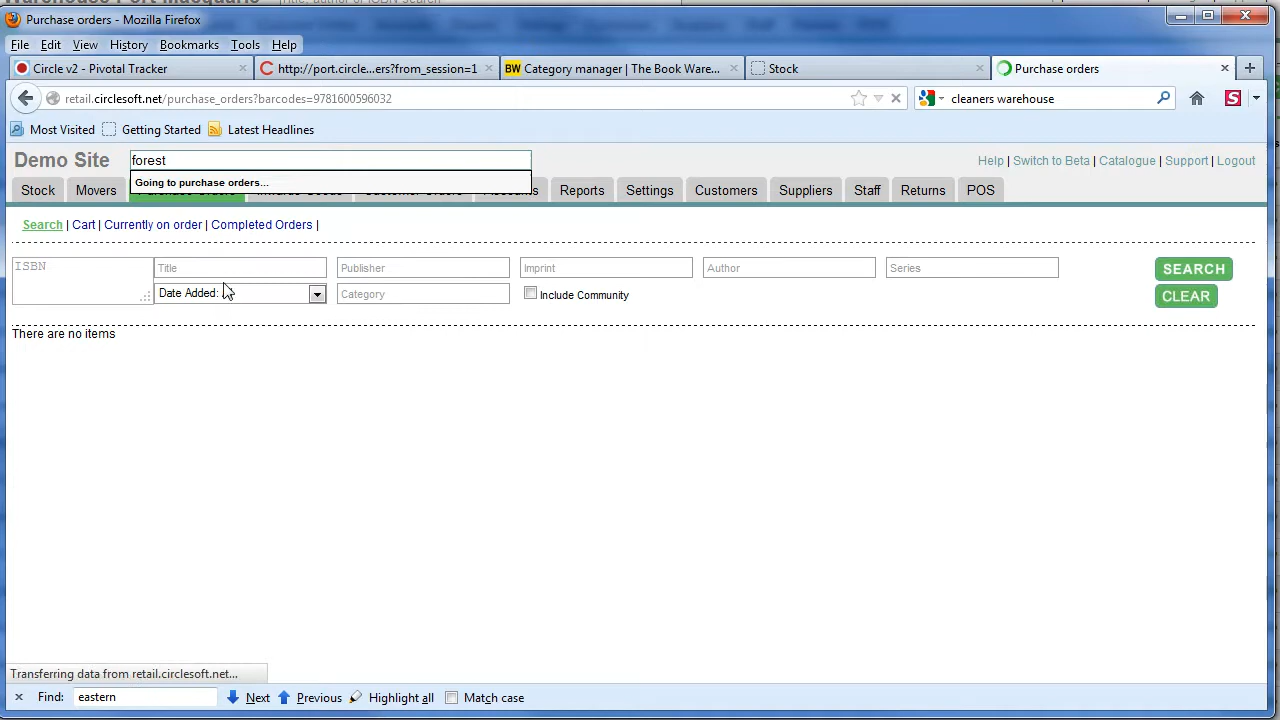 Purchase orders - Mozilla Firefox
File Edit View History Bookmarks Tools Help
Circle v2 - Pivotal Tracker
http://port.circle...ers?from_session=1
Category manager | The Book Ware...
Stock
Purchase orders
retail.circlesoft.net/purchase_orders?barcodes=9781600596032
cleaners warehouse
Most Visited Getting Started Latest Headlines
Demo Site
forest
Help | Switch to Beta | Catalogue | Support | Logout
Going to purchase orders...
Stock Movers Reports Settings Customers Suppliers Staff Returns POS
Search | Cart | Currently on order | Completed Orders |
ISBN Title Publisher Imprint Author Series SEARCH
Date Added: Category Include Community CLEAR
There are no items
Transferring data from retail.circlesoft.net...
Find: eastern Next Previous Highlight all Match case